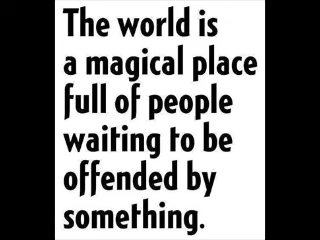 The world is
a magical place
full of people
waiting to be
offended by
something.